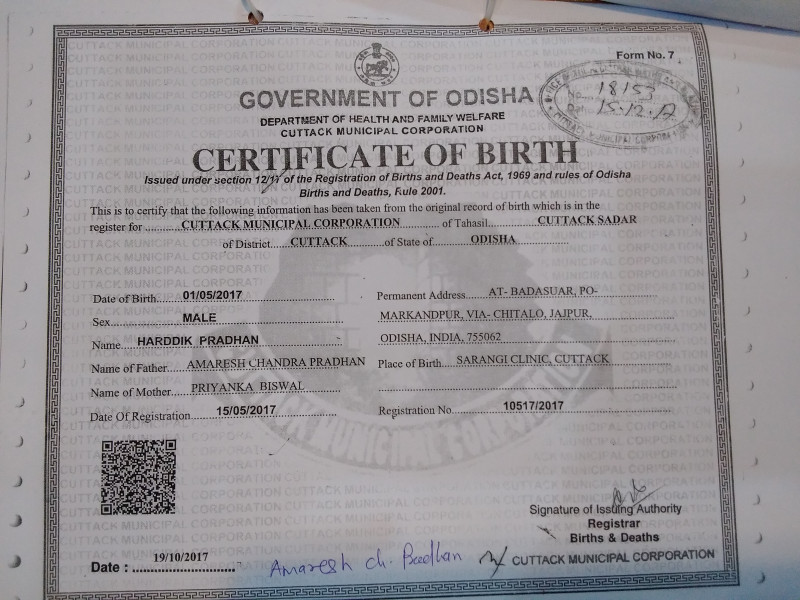 Form No. 7
No. 18153
15.12.17
GOVERNMENT OF ODISHA
DEPARTMENT OF HEALTH AND FAMILY WELFARE
CUTTACK MUNICIPAL CORPORATION
CERTIFICATE OF BIRTH
Issued under section 12/17 of the Registration of Births and Deaths Act, 1969 and rules of Odisha
Births and Deaths, Rule 2001.
This is to certify that the following information has been taken from the original record of birth which is in the
register for CUTTACK MUNICIPAL CORPORATION of Tahasil CUTTACK SADAR
of District CUTTACK of State of ODISHA
Date of Birth 01/05/2017
Sex MALE
Name HARDDIK PRADHAN
Name of Father AMARESH CHANDRA PRADHAN
Name of Mother PRIYANKA BISWAL
Date Of Registration 15/05/2017
Permanent Address AT- BADASUAR, PO-
MARKANDPUR, VIA- CHITALO, JAJPUR,
ODISHA, INDIA, 755062
Place of Birth SARANGI CLINIC, CUTTACK
Registration No. 10517/2017
Signature of Issuing Authority
Registrar
Births & Deaths
CUTTACK MUNICIPAL CORPORATION
Date : 19/10/2017
Amaresh ch. Pradhan